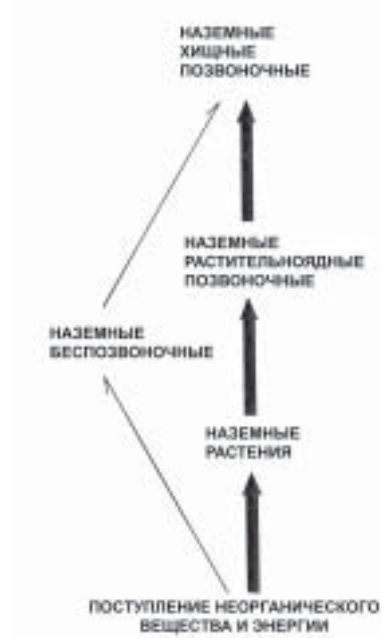 НАЗЕМНЫЕ
ХИЩНЫЕ
ПОЗВОНОЧНЫЕ
НАЗЕМНЫЕ
РАСТИТЕЛЬНОЯДНЫЕ
ПОЗВОНОЧНЫЕ
НАЗЕМНЫЕ
БЕСПОЗВОНОЧНЫЕ
НАЗЕМНЫЕ
РАСТЕНИЯ
ПОСТУПЛЕНИЕ НЕОРГАНИЧЕСКОГО
ВЕЩЕСТВА И ЭНЕРГИИ